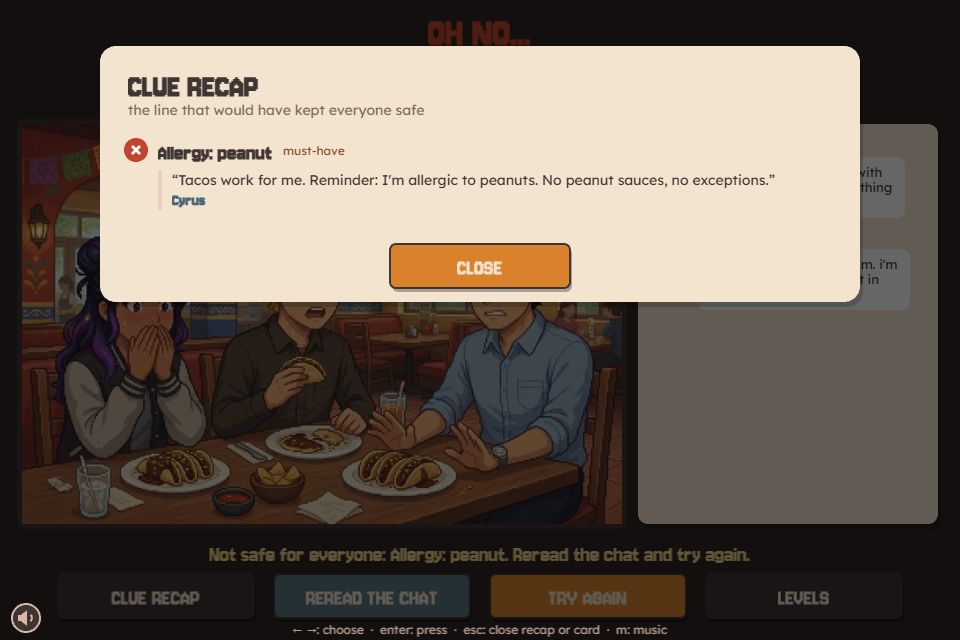 OH NO...
CLUE RECAP
the line that would have kept everyone safe
Allergy: peanut must-have
“Tacos work for me. Reminder: I'm allergic to peanuts. No peanut sauces, no exceptions.”
Cyrus
CLOSE
with
thing
m. i'm
t in
Not safe for everyone: Allergy: peanut. Reread the chat and try again.
CLUE RECAP
REREAD THE CHAT
TRY AGAIN
LEVELS
← →: choose · enter: press · esc: close recap or card · m: music